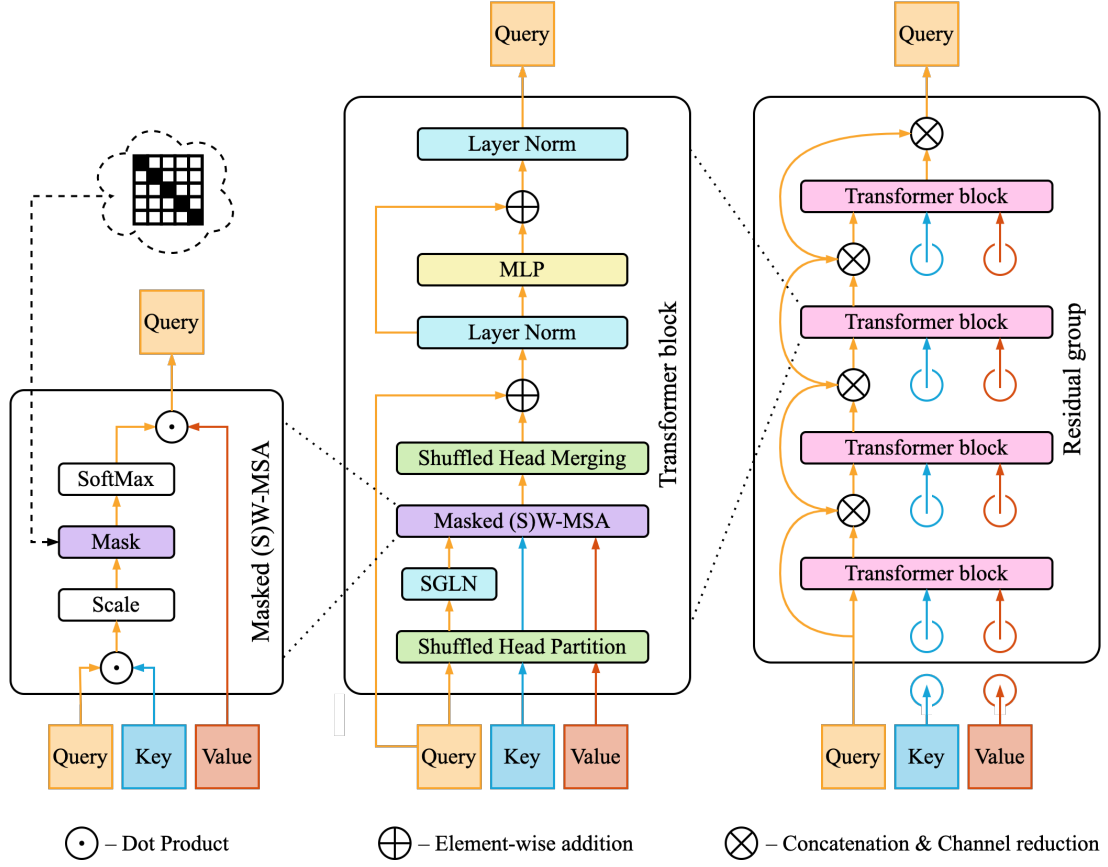 Query
SoftMax
Mask
Scale
Masked (S)W-MSA
Query
Key
Value
Query
Layer Norm
MLP
Layer Norm
Shuffled Head Merging
Masked (S)W-MSA
SGLN
Shuffled Head Partition
Transformer block
Query
Key
Value
Query
Transformer block
Transformer block
Transformer block
Transformer block
Residual group
Query
Key
Value
– Dot Product
– Element-wise addition
– Concatenation & Channel reduction